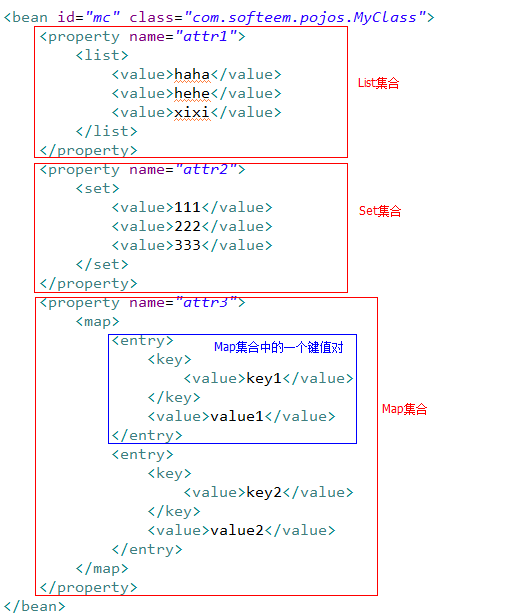 <bean id="mc" class="com.softeem.pojos.MyClass">
<property name="attr1">
<list>
<value>haha</value>
List集合
<value>hehe</value>
<value>xixi</value>
</list>
</property>
<property name="attr2">
<set>
<value>111</value>
Set集合
<value>222</value>
<value>333</value>
</set>
</property>
<property name="attr3">
<map>
<entry>
Map集合中的一个键值对
<key>
<value>key1</value>
</key>
<value>value1</value>
Map集合
</entry>
<entry>
<key>
<value>key2</value>
</key>
<value>value2</value>
</entry>
</map>
</property>
</bean>